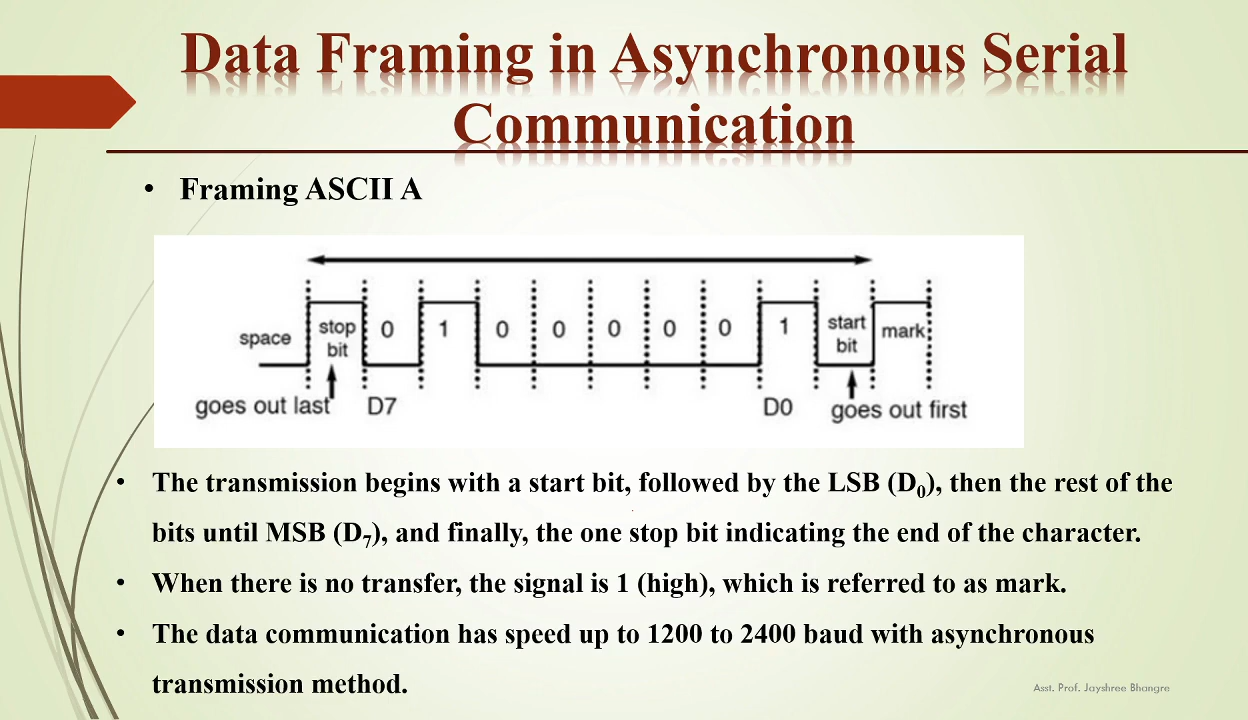 Data Framing in Asynchronous Serial
Communication
• Framing ASCII A
space stop bit 0 1 0 0 0 0 0 1 start bit mark
goes out last D7 D0 goes out first
• The transmission begins with a start bit, followed by the LSB (D0), then the rest of the
bits until MSB (D7), and finally, the one stop bit indicating the end of the character.
• When there is no transfer, the signal is 1 (high), which is referred to as mark.
• The data communication has speed up to 1200 to 2400 baud with asynchronous
transmission method.
Asst. Prof. Jayshree Bhangre